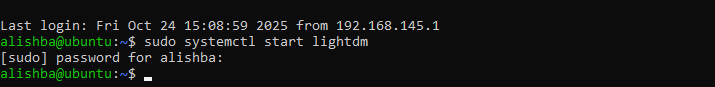 Last login: Fri Oct 24 15:08:59 2025 from 192.168.145.1
alishba@ubuntu:~$ sudo systemctl start lightdm
[sudo] password for alishba:
alishba@ubuntu:~$